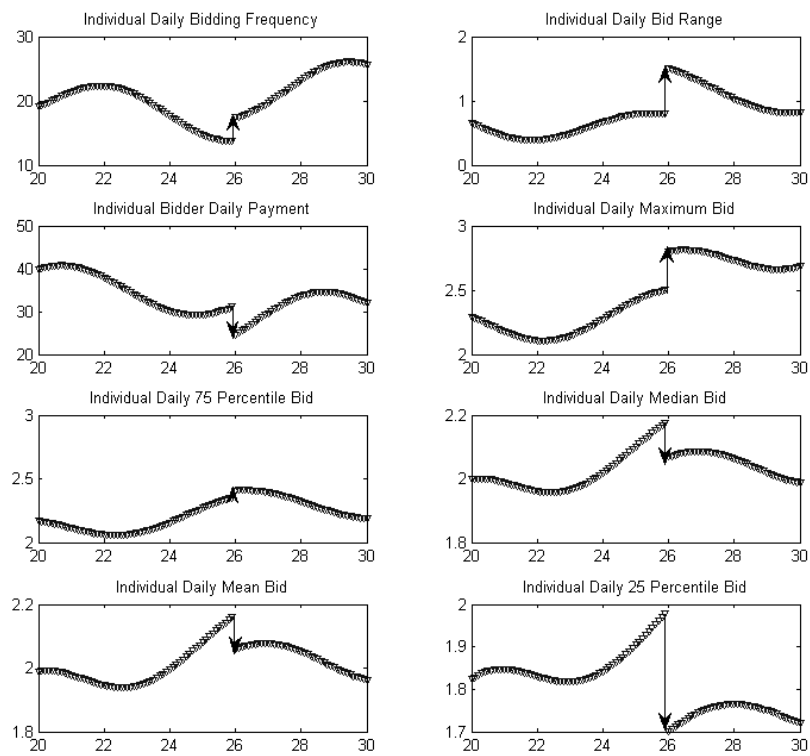 Individual Daily Bidding Frequency
30
20
10
20 22 24 26 28 30
Individual Daily Bid Range
2
1
0
20 22 24 26 28 30
Individual Bidder Daily Payment
50
40
30
20
20 22 24 26 28 30
Individual Daily Maximum Bid
3
2.5
2
20 22 24 26 28 30
Individual Daily 75 Percentile Bid
3
2.5
2
20 22 24 26 28 30
Individual Daily Median Bid
2.2
2
1.8
20 22 24 26 28 30
Individual Daily Mean Bid
2.2
2
1.8
20 22 24 26 28 30
Individual Daily 25 Percentile Bid
2
1.9
1.8
1.7
20 22 24 26 28 30